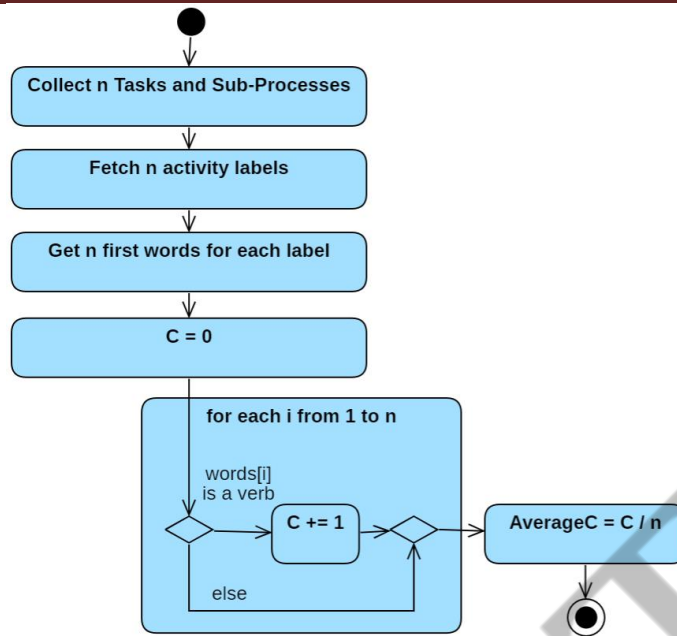 Collect n Tasks and Sub-Processes
Fetch n activity labels
Get n first words for each label
C = 0
for each i from 1 to n
words[i]
is a verb
C += 1
AverageC = C / n
else